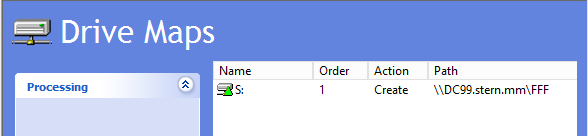 Drive Maps
Processing
Name Order Action Path
S: 1 Create \\DC99.stern.mm\FFF